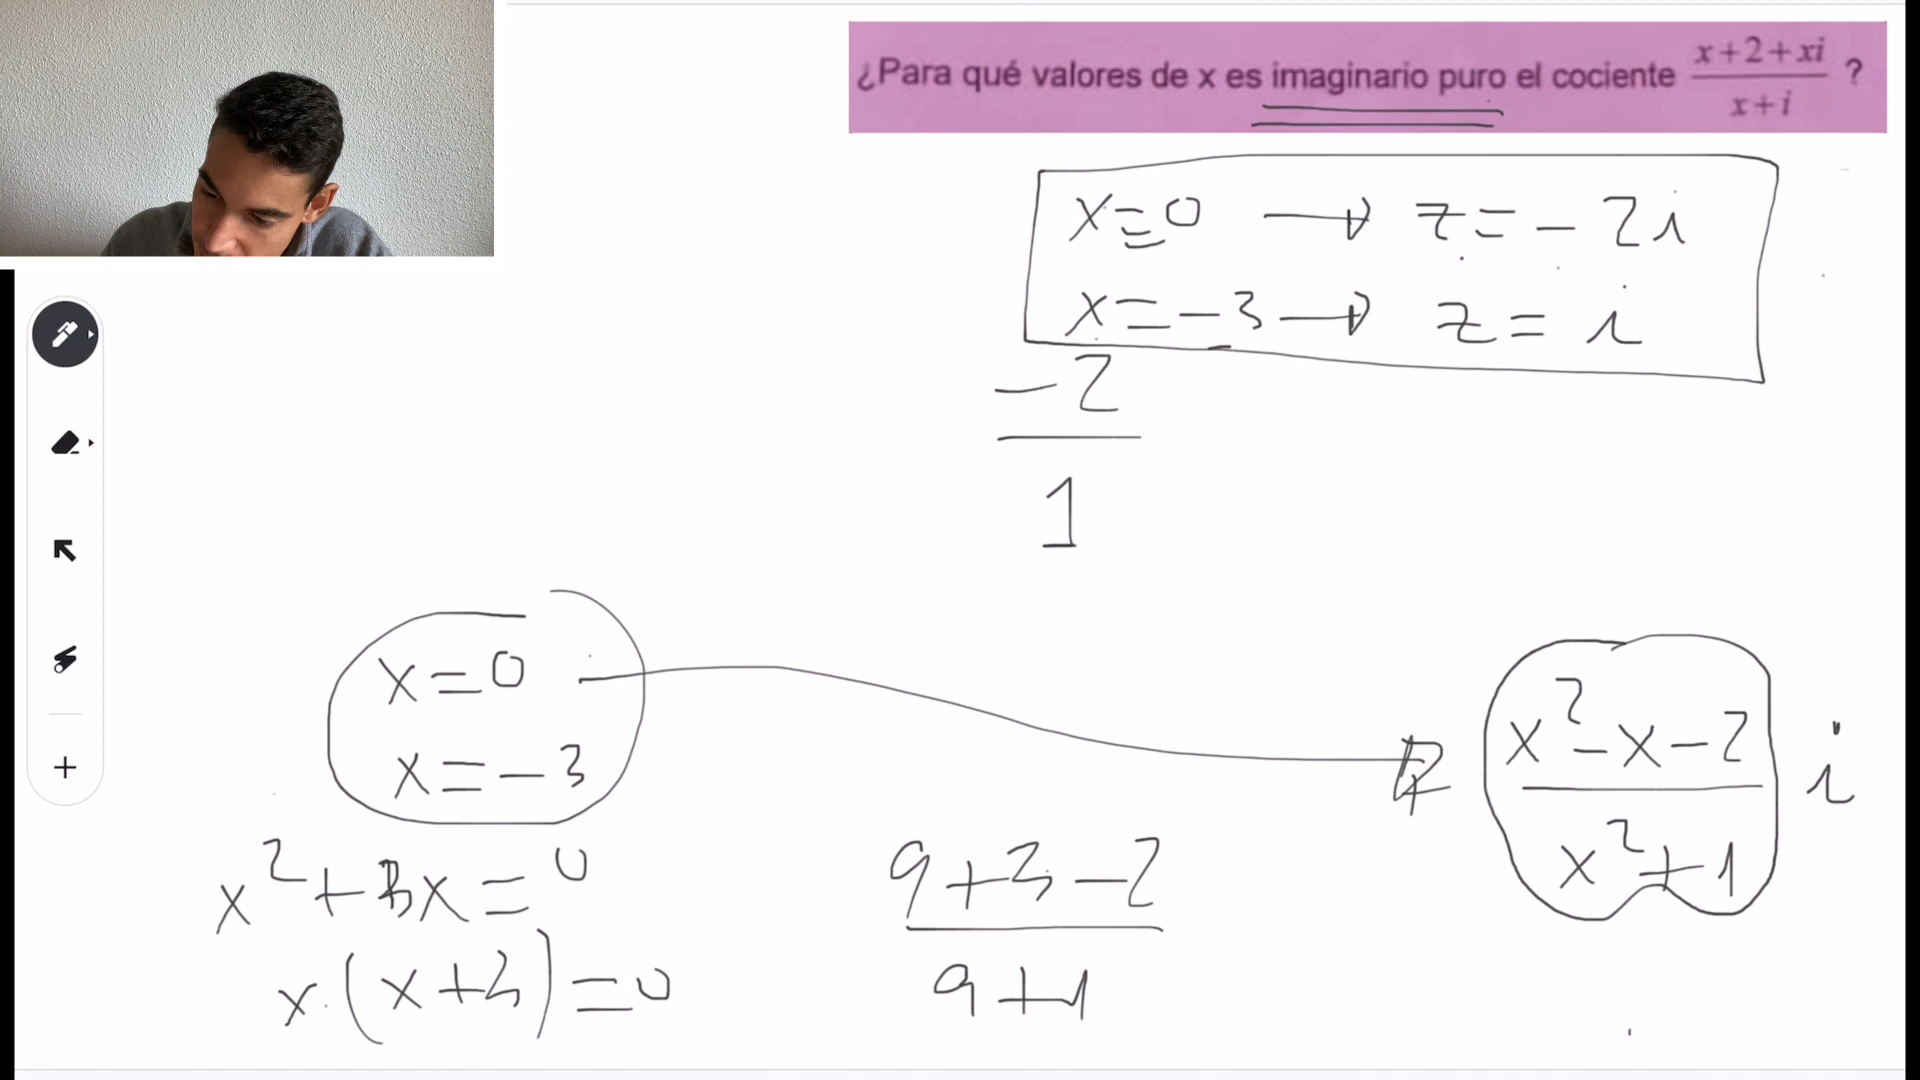 ¿Para qué valores de x es imaginario puro el cociente x+2+xi / x+i ?
x=0 → z=-2i
x=-3 → z=i
-2
1
x=0
x=-3
x²+3x=0
x·(x+3)=0
9+3-2
9+1
x²-x-2
x²+1
i